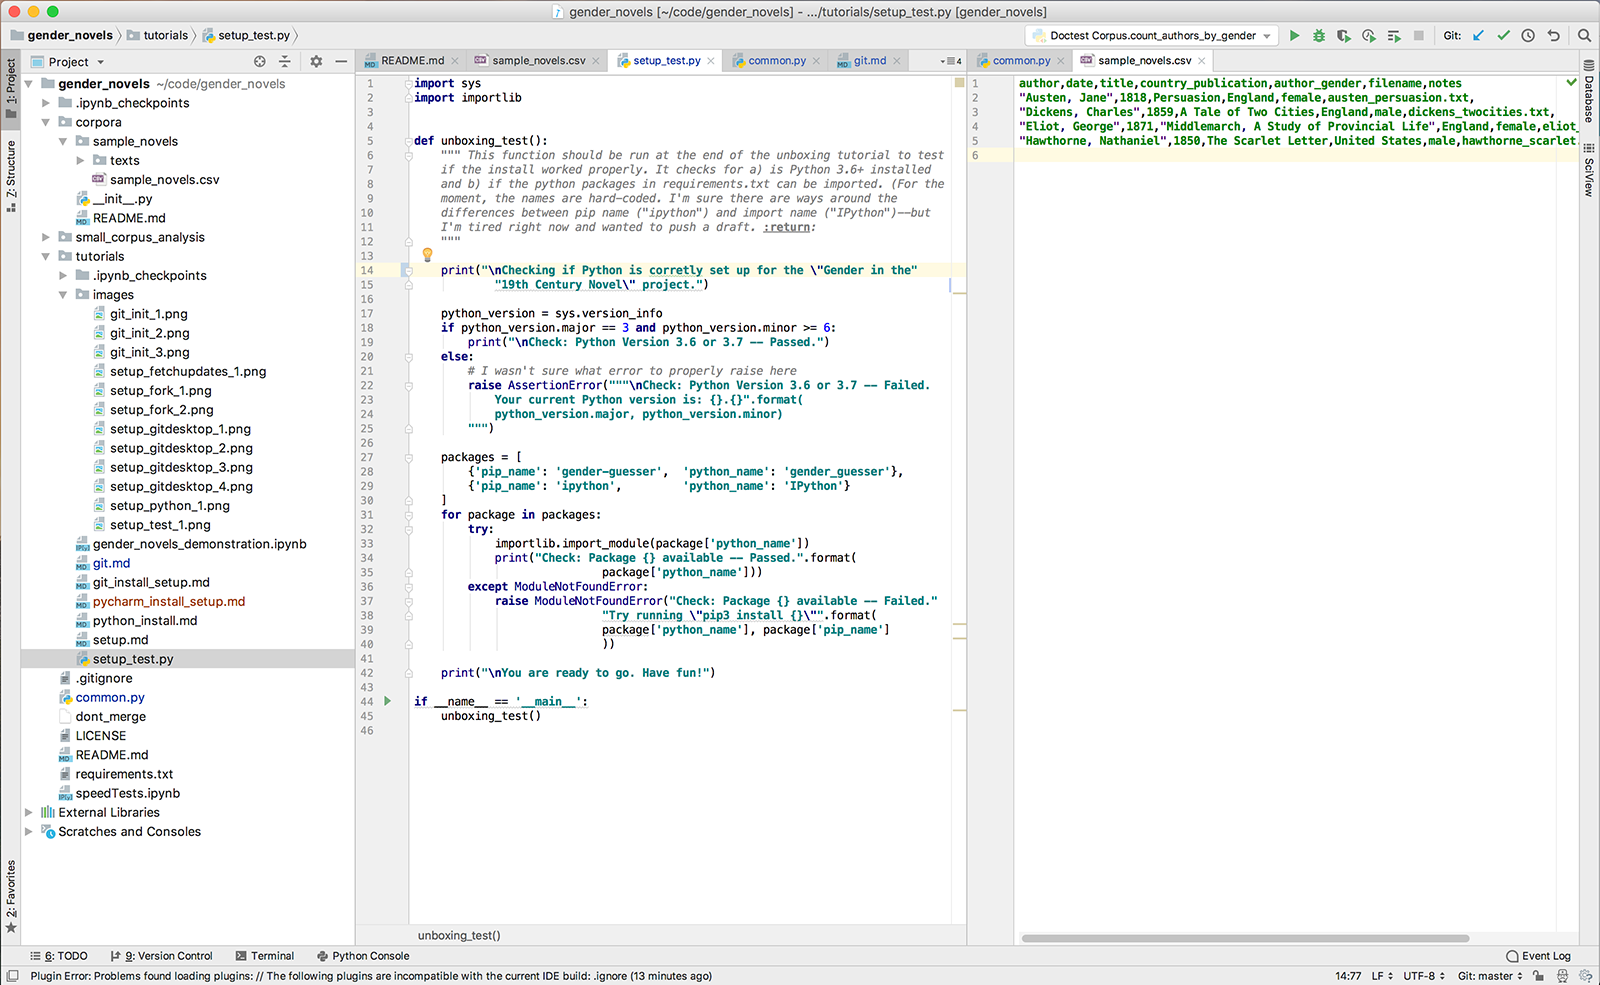 gender_novels [~/code/gender_novels] - .../tutorials/setup_test.py [gender_novels]
gender_novels tutorials setup_test.py
Doctest Corpus.count_authors_by_gender
Git:
1: Project
Z: Structure
2: Favorites
Project
gender_novels ~/code/gender_novels
.ipynb_checkpoints
corpora
sample_novels
texts
sample_novels.csv
__init__.py
README.md
small_corpus_analysis
tutorials
.ipynb_checkpoints
images
git_init_1.png
git_init_2.png
git_init_3.png
setup_fetchupdates_1.png
setup_fork_1.png
setup_fork_2.png
setup_gitdesktop_1.png
setup_gitdesktop_2.png
setup_gitdesktop_3.png
setup_gitdesktop_4.png
setup_python_1.png
setup_test_1.png
gender_novels_demonstration.ipynb
git.md
git_install_setup.md
pycharm_install_setup.md
python_install.md
setup.md
setup_test.py
.gitignore
common.py
dont_merge
LICENSE
README.md
requirements.txt
speedTests.ipynb
External Libraries
Scratches and Consoles
README.md sample_novels.csv setup_test.py common.py git.md 4
1 import sys
2 import importlib
3
4
5 def unboxing_test():
6 """ This function should be run at the end of the unboxing tutorial to test
7 if the install worked properly. It checks for a) is Python 3.6+ installed
8 and b) if the python packages in requirements.txt can be imported. (For the
9 moment, the names are hard-coded. I'm sure there are ways around the
10 differences between pip name ("ipython") and import name ("IPython")--but
11 I'm tired right now and wanted to push a draft. :return:
12 """
13
14 print("\nChecking if Python is corretly set up for the \"Gender in the"
15 "19th Century Novel\" project.")
16
17 python_version = sys.version_info
18 if python_version.major == 3 and python_version.minor >= 6:
19 print("\nCheck: Python Version 3.6 or 3.7 -- Passed.")
20 else:
21 # I wasn't sure what error to properly raise here
22 raise AssertionError("""\nCheck: Python Version 3.6 or 3.7 -- Failed.
23 Your current Python version is: {}.{}".format(
24 python_version.major, python_version.minor)
25 """)
26
27 packages = [
28 {'pip_name': 'gender-guesser', 'python_name': 'gender_guesser'},
29 {'pip_name': 'ipython', 'python_name': 'IPython'}
30 ]
31 for package in packages:
32 try:
33 importlib.import_module(package['python_name'])
34 print("Check: Package {} available -- Passed.".format(
35 package['python_name']))
36 except ModuleNotFoundError:
37 raise ModuleNotFoundError("Check: Package {} available -- Failed."
38 "Try running \"pip3 install {}\"".format(
39 package['python_name'], package['pip_name']
40 ))
41
42 print("\nYou are ready to go. Have fun!")
43
44 if __name__ == '__main__':
45 unboxing_test()
46
unboxing_test()
common.py sample_novels.csv
1 author,date,title,country_publication,author_gender,filename,notes
2 "Austen, Jane",1818,Persuasion,England,female,austen_persuasion.txt,
3 "Dickens, Charles",1859,A Tale of Two Cities,England,male,dickens_twocities.txt,
4 "Eliot, George",1871,"Middlemarch, A Study of Provincial Life",England,female,eliot_
5 "Hawthorne, Nathaniel",1850,The Scarlet Letter,United States,male,hawthorne_scarlet.
6
Database
SciView
6: TODO 9: Version Control Terminal Python Console Event Log
Plugin Error: Problems found loading plugins: // The following plugins are incompatible with the current IDE build: .ignore (13 minutes ago) 14:77 LF UTF-8 Git: master